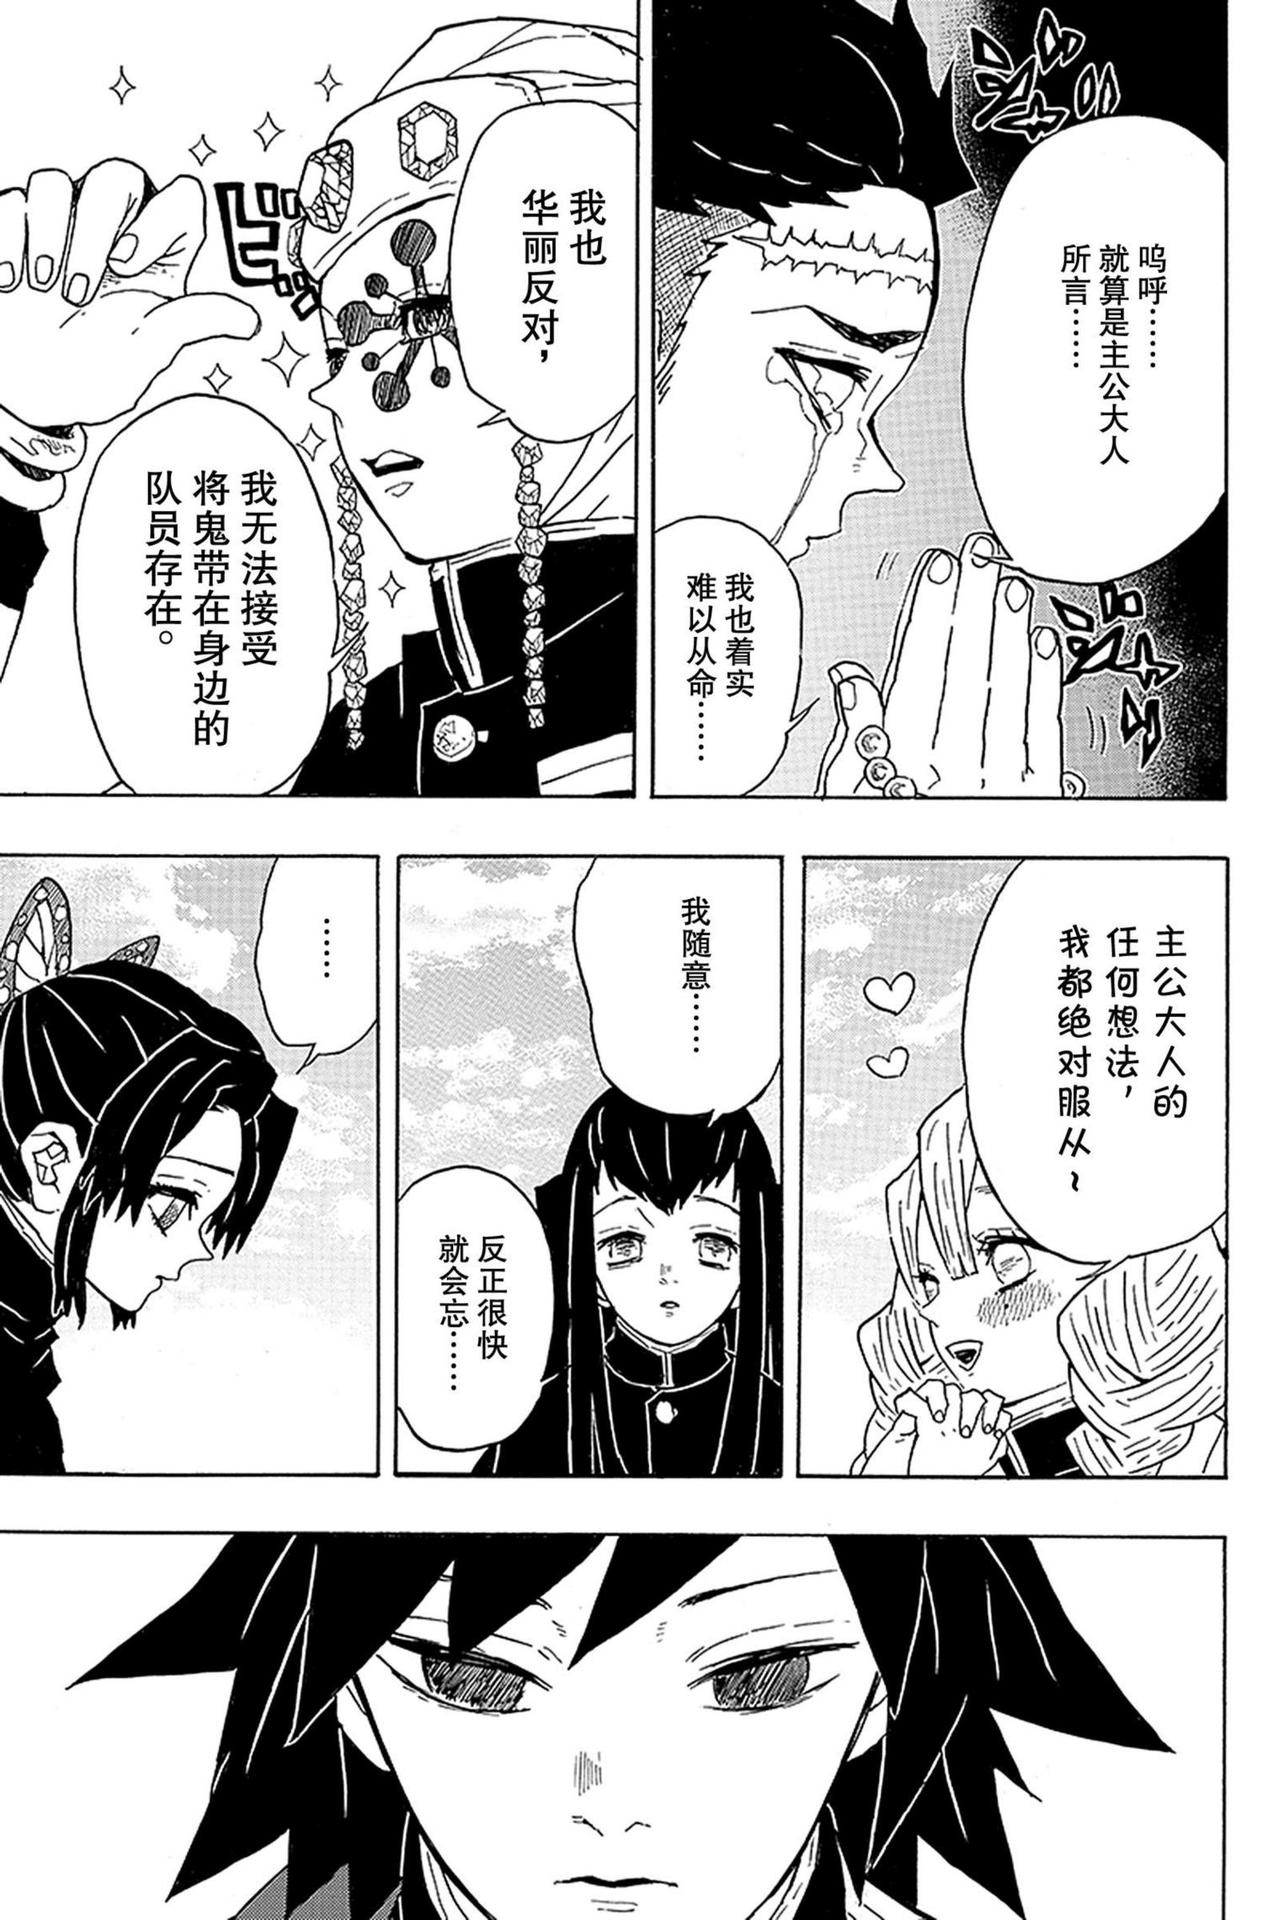 呜呼……
就算是主公大人
所言……
我也着实
难以从命……
我也
华丽反对，
我无法接受
将鬼带在身边的
队员存在。
主公大人的
任何想法，
我都绝对服从~
我随意……
反正很快
就会忘……
……